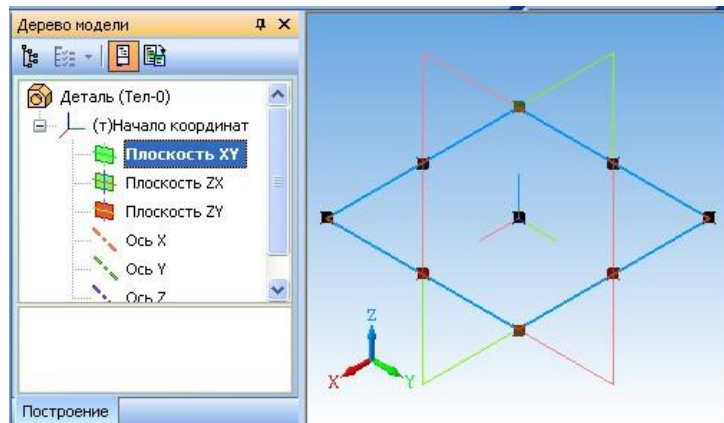 Дерево модели
Деталь (Тел-0)
(т)Начало координат
Плоскость XY
Плоскость ZX
Плоскость ZY
Ось X
Ось Y
Ось Z
Построение
Z
X
Y